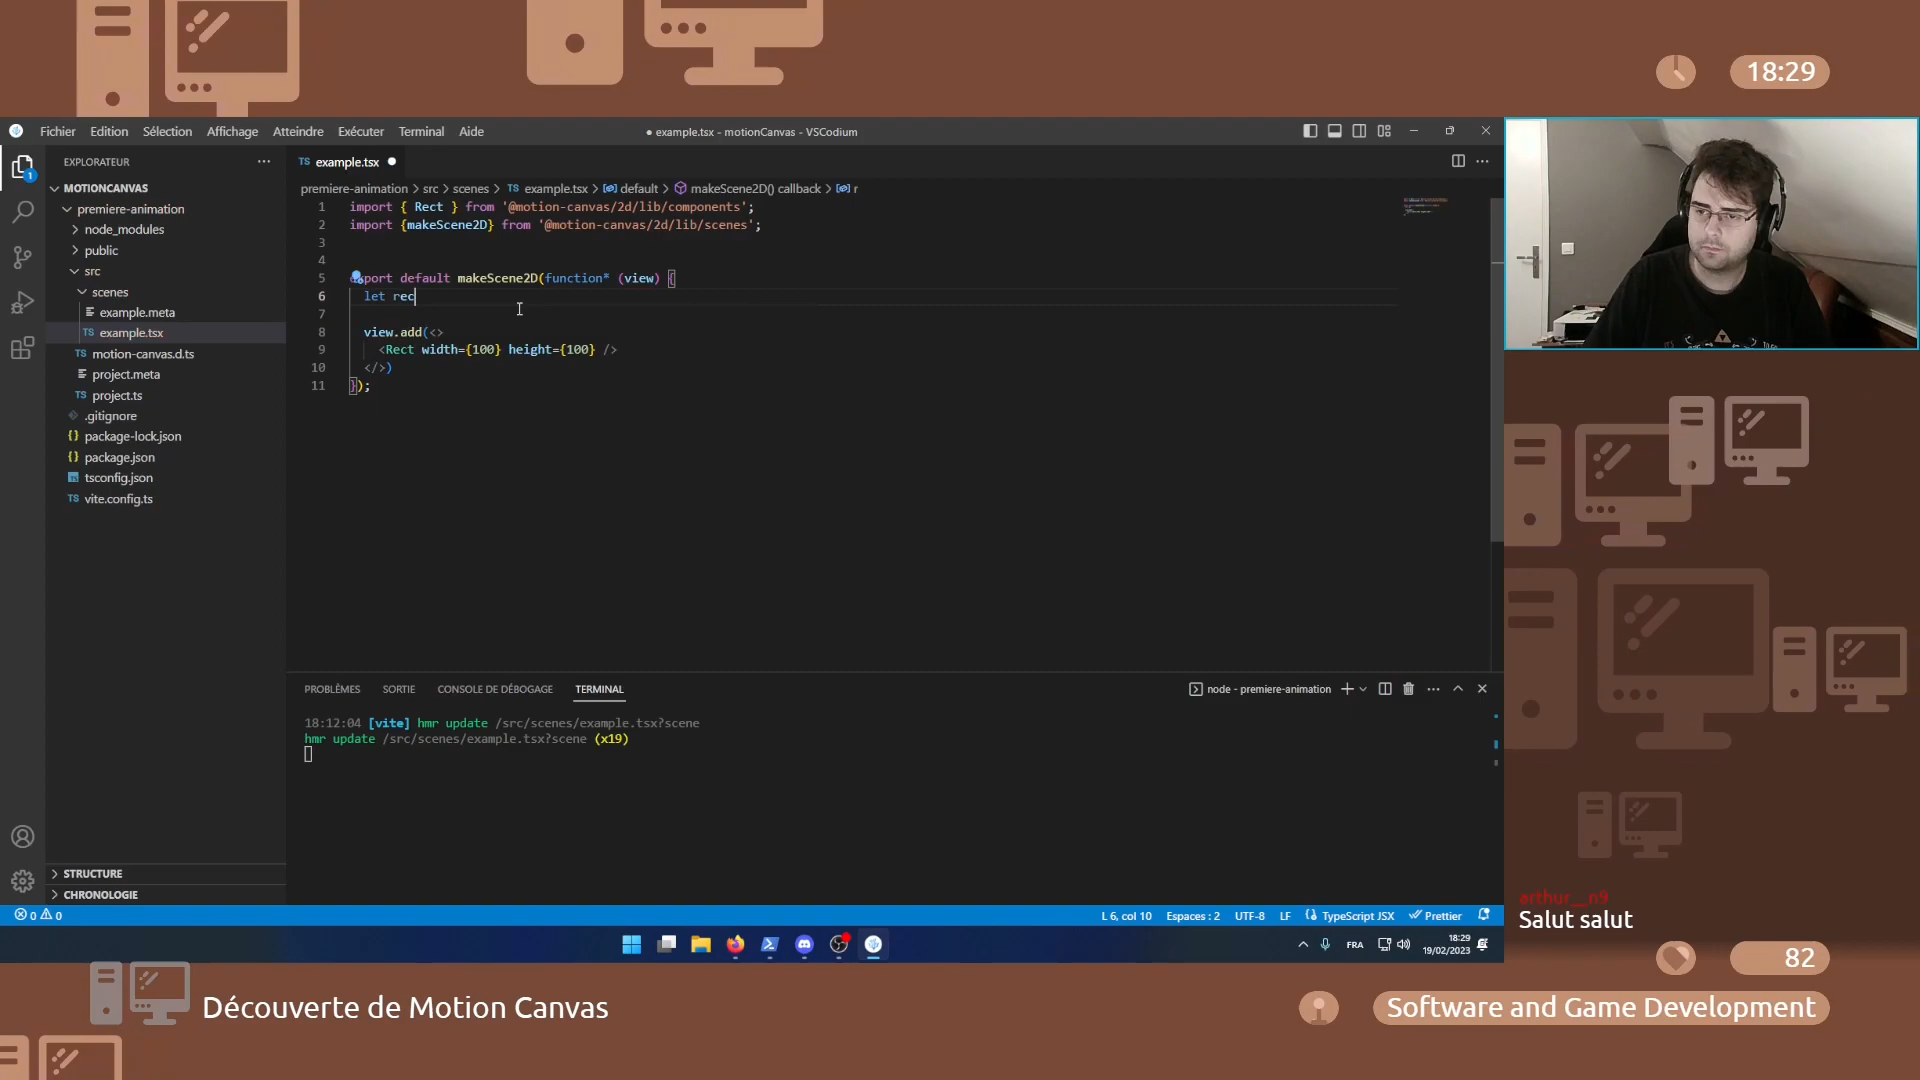 18:29
Fichier Edition Sélection Affichage Atteindre Exécuter Terminal Aide
● example.tsx - motionCanvas - VSCodium
EXPLORATEUR
MOTIONCANVAS
premiere-animation
node_modules
public
src
scenes
example.meta
TS example.tsx
TS motion-canvas.d.ts
project.meta
TS project.ts
.gitignore
{} package-lock.json
{} package.json
tsconfig.json
TS vite.config.ts
STRUCTURE
CHRONOLOGIE
1
TS example.tsx ●
premiere-animation > src > scenes > TS example.tsx > default > makeScene2D() callback > r
1 import { Rect } from '@motion-canvas/2d/lib/components';
2 import {makeScene2D} from '@motion-canvas/2d/lib/scenes';
3
4
5 port default makeScene2D(function* (view) {
6 let rec
7
8 view.add(<>
9 <Rect width={100} height={100} />
10 </>)
11 });
PROBLÈMES SORTIE CONSOLE DE DÉBOGAGE TERMINAL
node - premiere-animation
18:12:04 [vite] hmr update /src/scenes/example.tsx?scene
hmr update /src/scenes/example.tsx?scene (x19)
0 0
L 6, col 10 Espaces : 2 UTF-8 LF TypeScript JSX Prettier
FRA
18:29
19/02/2023
arthur__n9
Salut salut
82
Découverte de Motion Canvas
Software and Game Development